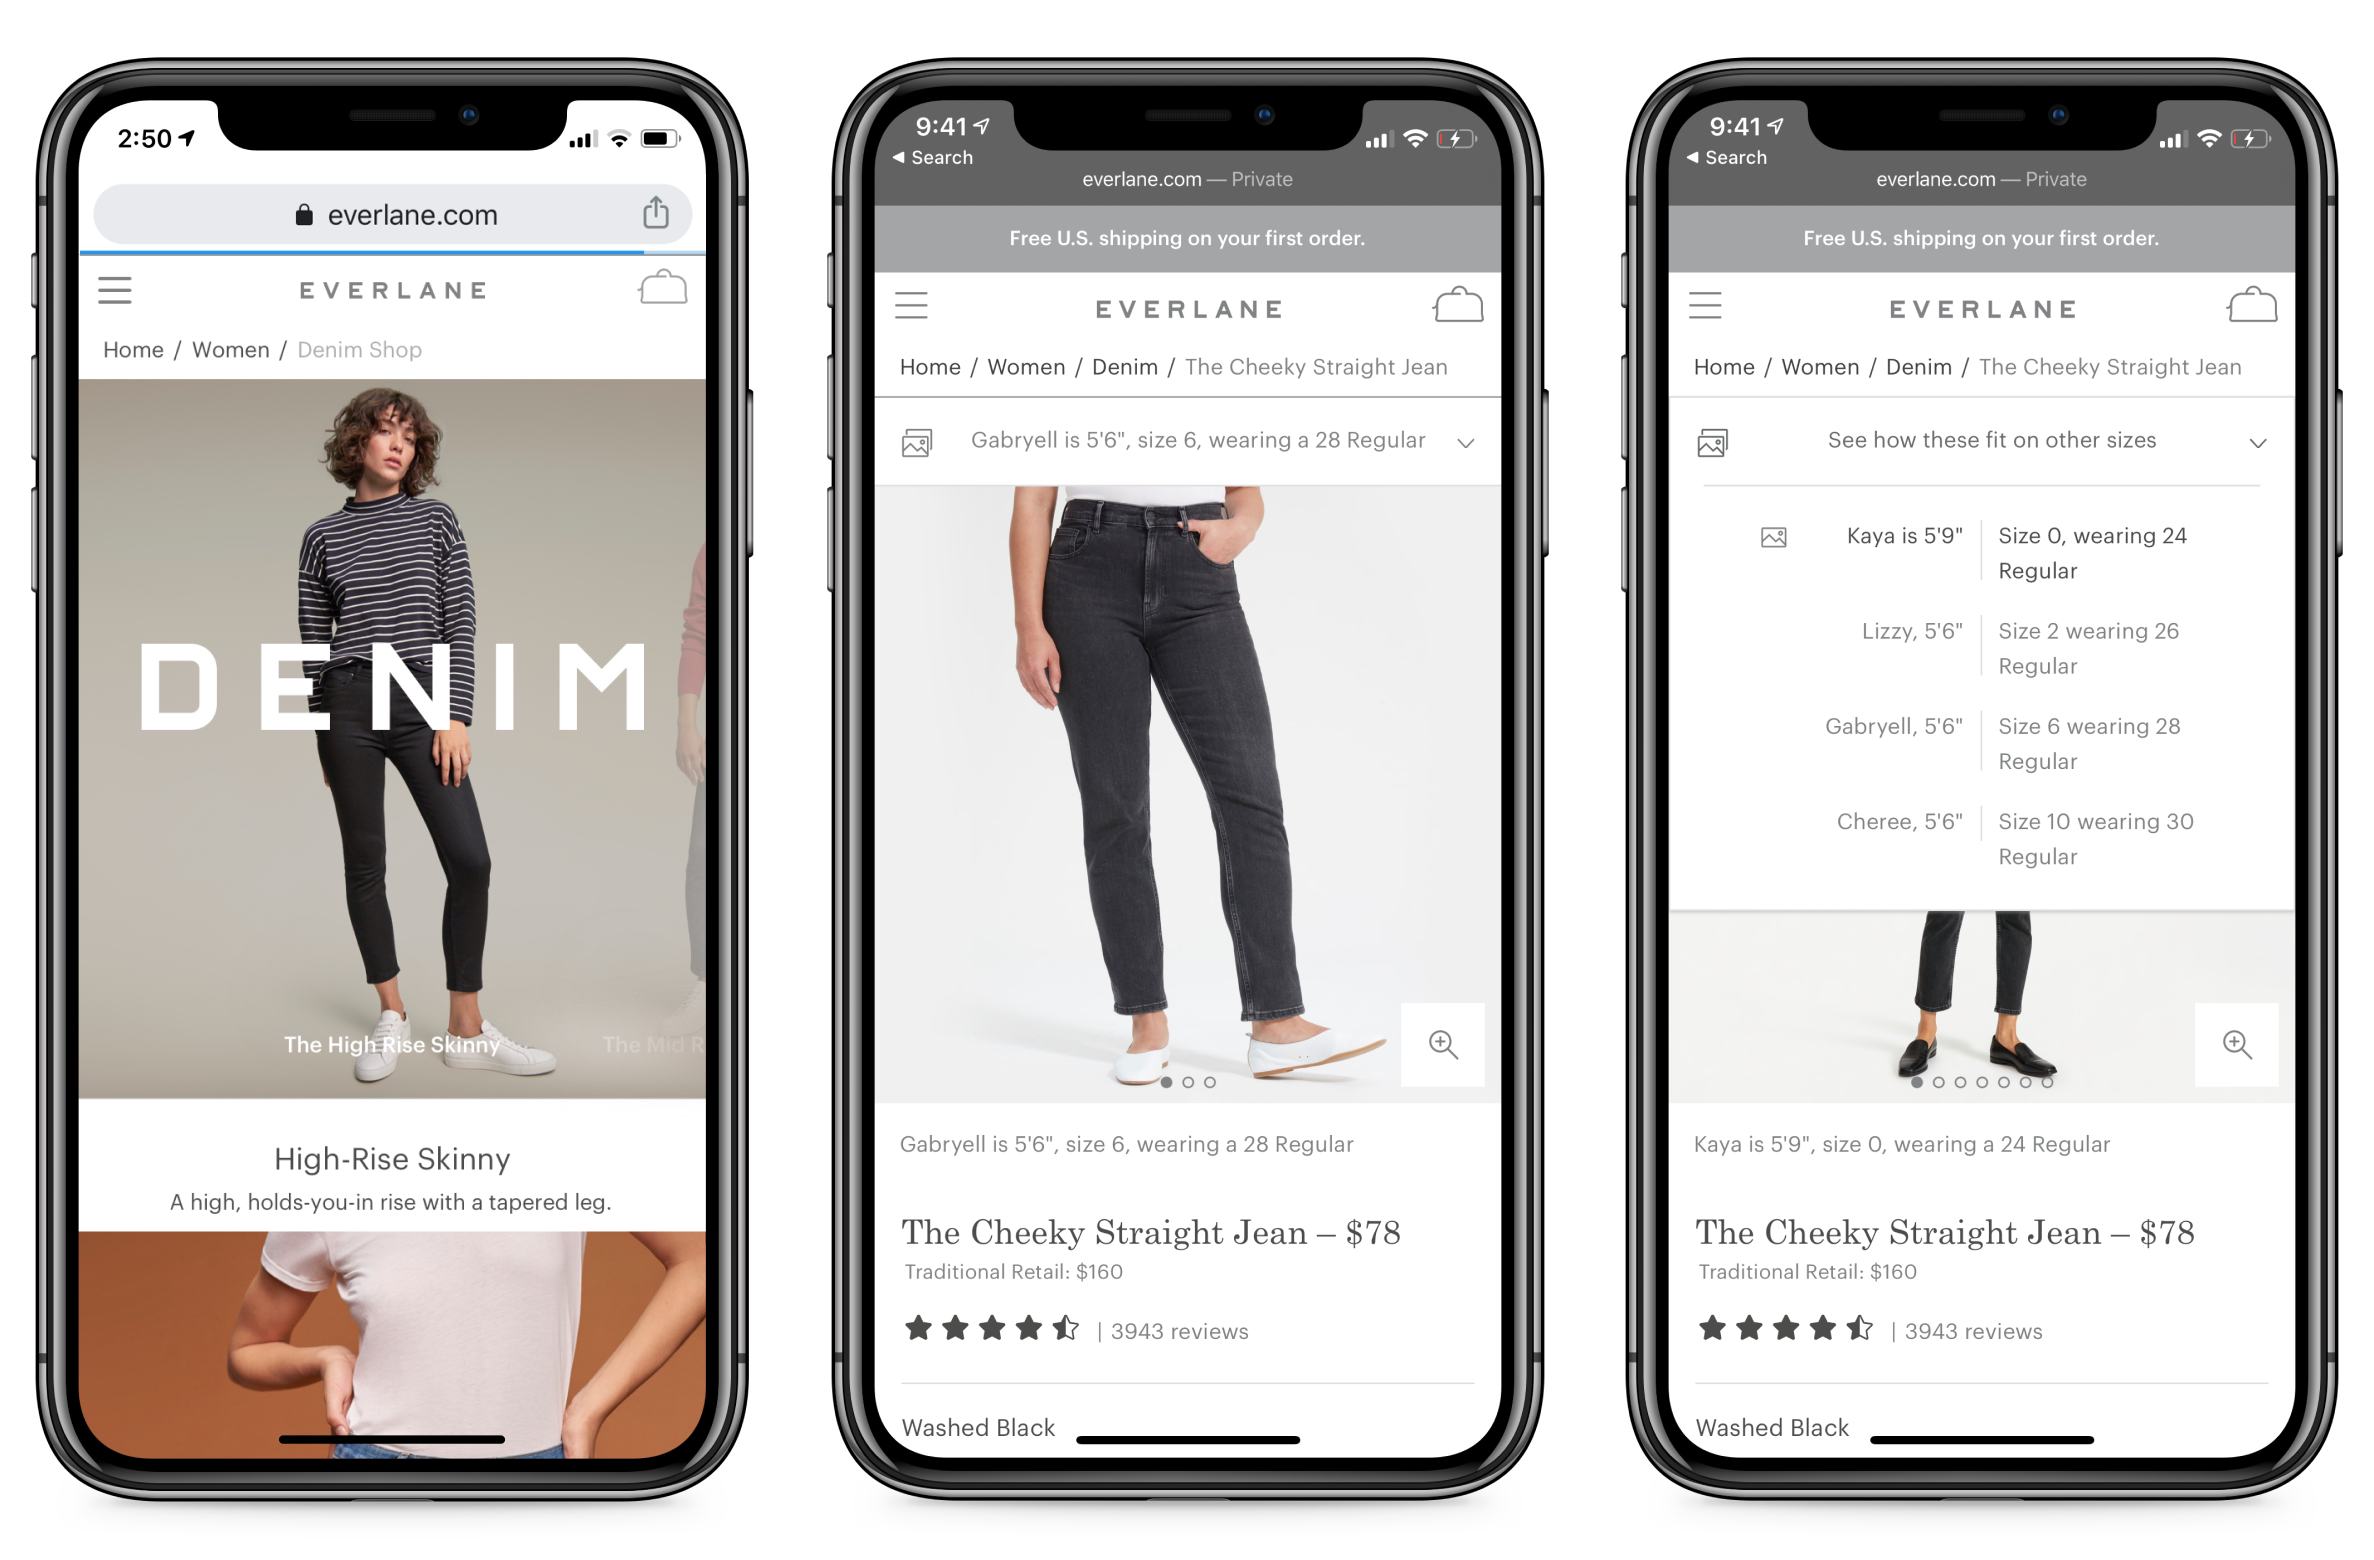 2:50
everlane.com
EVERLANE
Home / Women / Denim Shop
DENIM
The High Rise Skinny
The Mid R
High-Rise Skinny
A high, holds-you-in rise with a tapered leg.
9:41
Search
everlane.com — Private
Free U.S. shipping on your first order.
EVERLANE
Home / Women / Denim / The Cheeky Straight Jean
Gabryell is 5'6", size 6, wearing a 28 Regular
Gabryell is 5'6", size 6, wearing a 28 Regular
The Cheeky Straight Jean – $78
Traditional Retail: $160
| 3943 reviews
Washed Black
9:41
Search
everlane.com — Private
Free U.S. shipping on your first order.
EVERLANE
Home / Women / Denim / The Cheeky Straight Jean
See how these fit on other sizes
Kaya is 5'9" Size 0, wearing 24
Regular
Lizzy, 5'6" Size 2 wearing 26
Regular
Gabryell, 5'6" Size 6 wearing 28
Regular
Cheree, 5'6" Size 10 wearing 30
Regular
Kaya is 5'9", size 0, wearing a 24 Regular
The Cheeky Straight Jean – $78
Traditional Retail: $160
| 3943 reviews
Washed Black